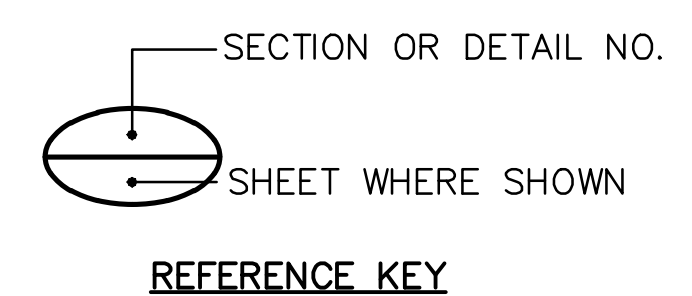 SECTION OR DETAIL NO.
SHEET WHERE SHOWN
REFERENCE KEY